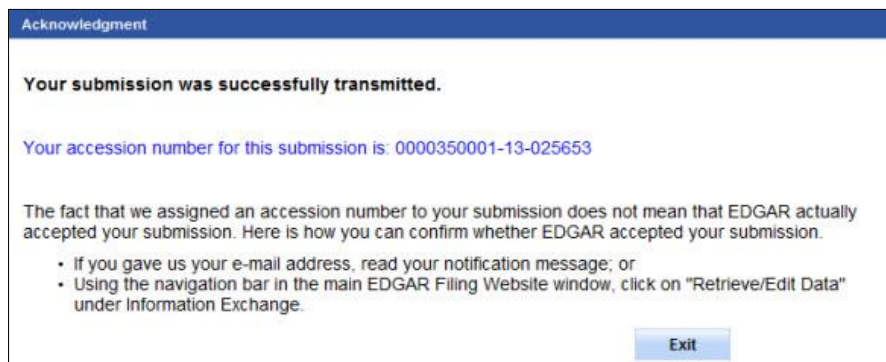 Acknowledgment
Your submission was successfully transmitted.
Your accession number for this submission is: 0000350001-13-025653
The fact that we assigned an accession number to your submission does not mean that EDGAR actually
accepted your submission. Here is how you can confirm whether EDGAR accepted your submission.
• If you gave us your e-mail address, read your notification message; or
• Using the navigation bar in the main EDGAR Filing Website window, click on "Retrieve/Edit Data"
under Information Exchange.
Exit